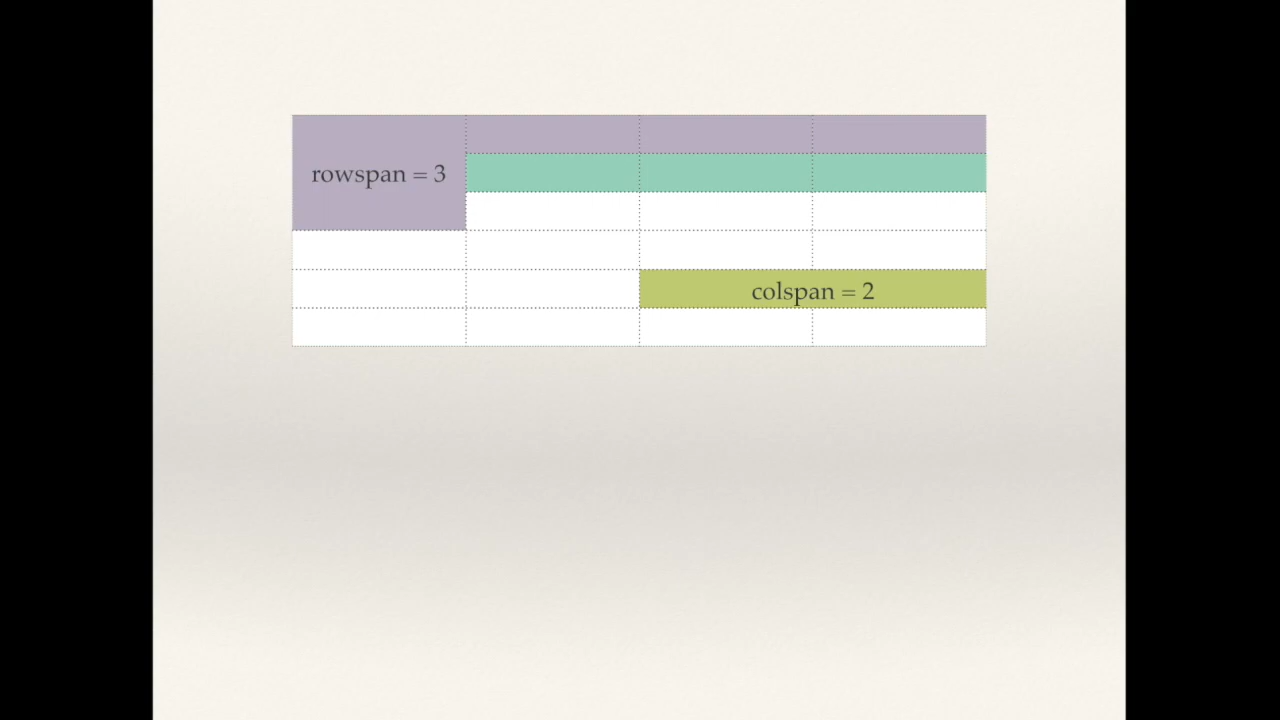 rowspan = 3
colspan = 2